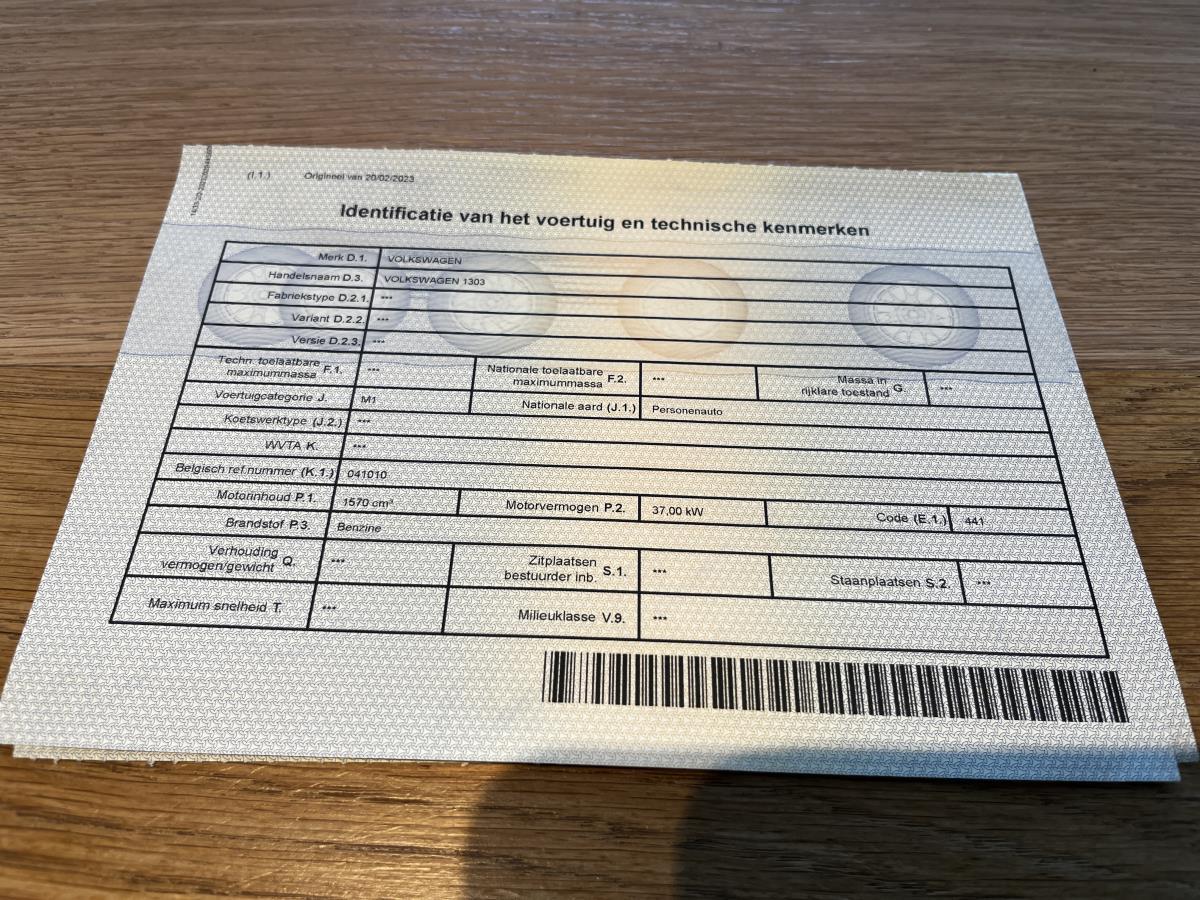 (I.1.) Origineel van 20/02/2023
Identificatie van het voertuig en technische kenmerken
Merk D.1. VOLKSWAGEN
Handelsnaam D.3. VOLKSWAGEN 1303
Fabriekstype D.2.1. ***
Variant D.2.2. ***
Versie D.2.3. ***
Techn. toelaatbare maximummassa F.1. *** Nationale toelaatbare maximummassa F.2. *** Massa in rijklare toestand G. ***
Voertuigcategorie J. M1 Nationale aard (J.1.) Personenauto
Koetswerktype (J.2.) ***
WVTA K. ***
Belgisch ref.nummer (K.1.) 041010
Motorinhoud P.1. 1570 cm³ Motorvermogen P.2. 37,00 kW Code (E.1.) 441
Brandstof P.3. Benzine
Verhouding vermogen/gewicht Q. *** Zitplaatsen bestuurder inb. S.1. *** Staanplaatsen S.2. ***
Maximum snelheid T. *** Milieuklasse V.9. ***